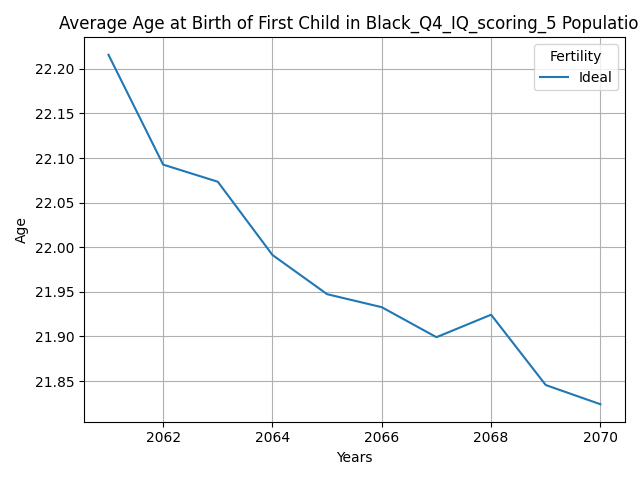 Average Age at Birth of First Child in Black_Q4_IQ_scoring_5 Populatio
Fertility
Ideal
22.20
22.15
22.10
22.05
22.00
21.95
21.90
21.85
Age
2062 2064 2066 2068 2070
Years